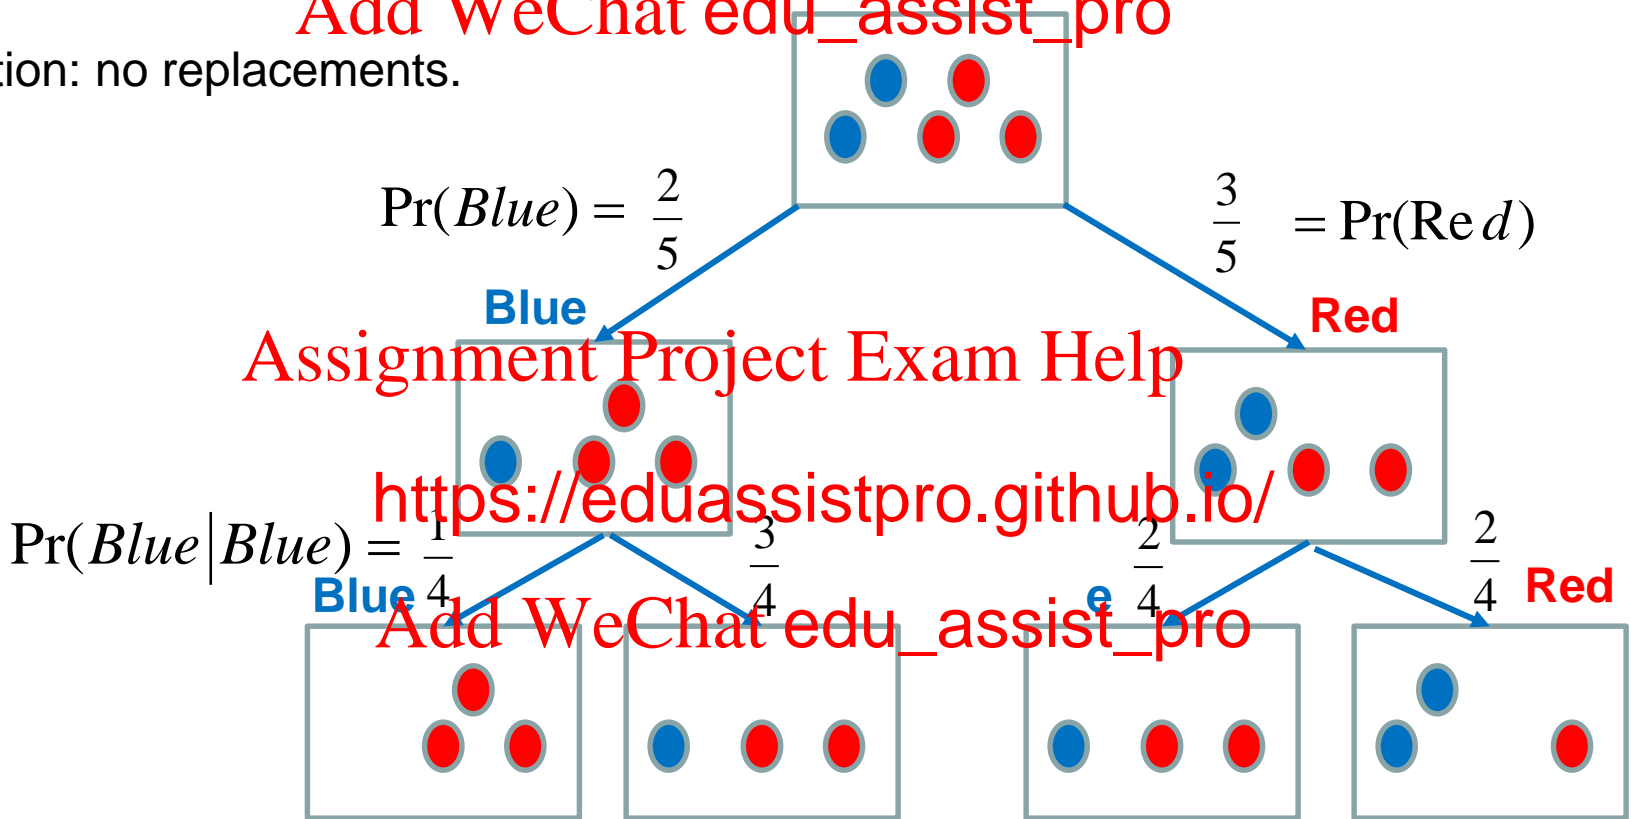 Add WeChat edu_assist_pro
tion: no replacements.
Pr(Blue) = 2/5
3/5 = Pr(Red)
Blue
Red
Assignment Project Exam Help
https://eduassistpro.github.io/
Pr(Blue|Blue) = 1/4
3/4
2/4
2/4
Blue
e
Red
Add WeChat edu_assist_pro